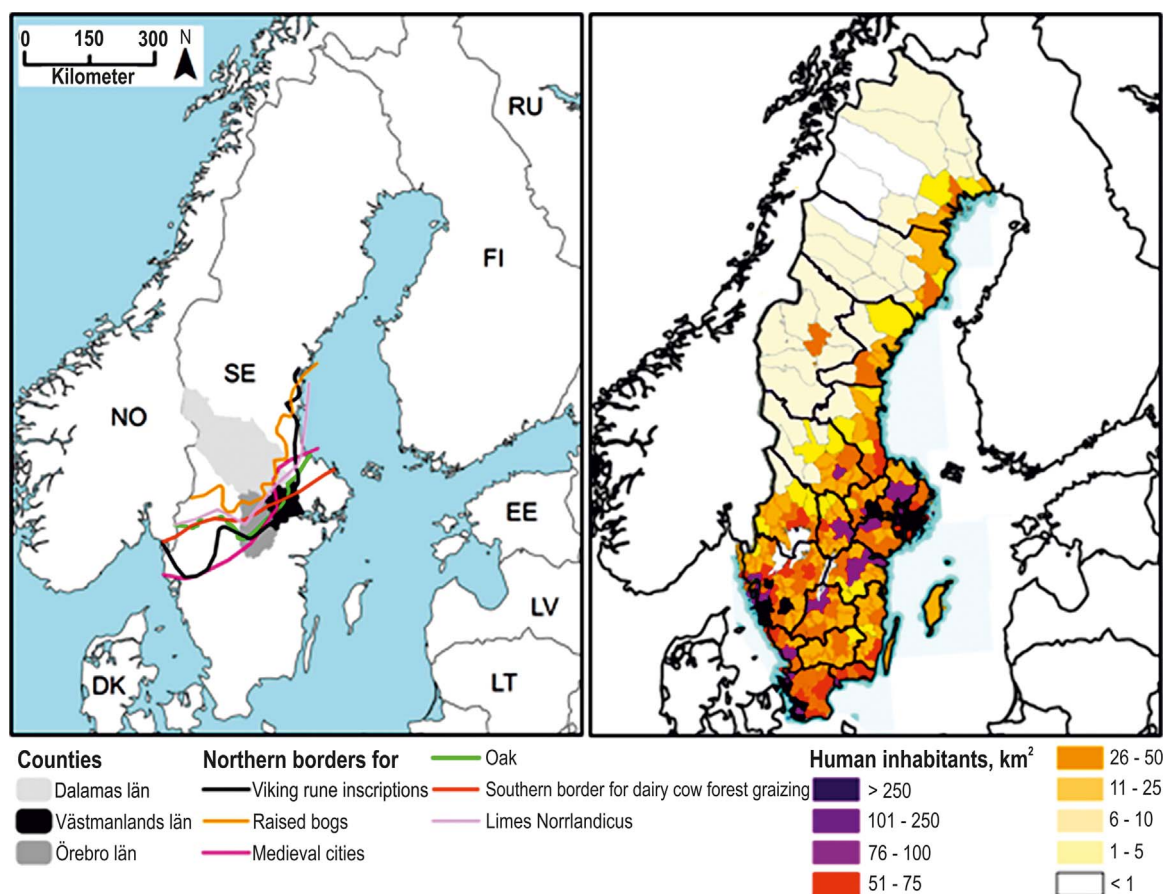 0 150 300
Kilometer
N
RU
FI
SE
NO
EE
LV
LT
DK
Counties
Dalamas län
Västmanlands län
Örebro län
Northern borders for
Viking rune inscriptions
Raised bogs
Medieval cities
Oak
Southern border for dairy cow forest graizing
Limes Norrlandicus
Human inhabitants, km²
> 250
101 - 250
76 - 100
51 - 75
26 - 50
11 - 25
6 - 10
1 - 5
< 1